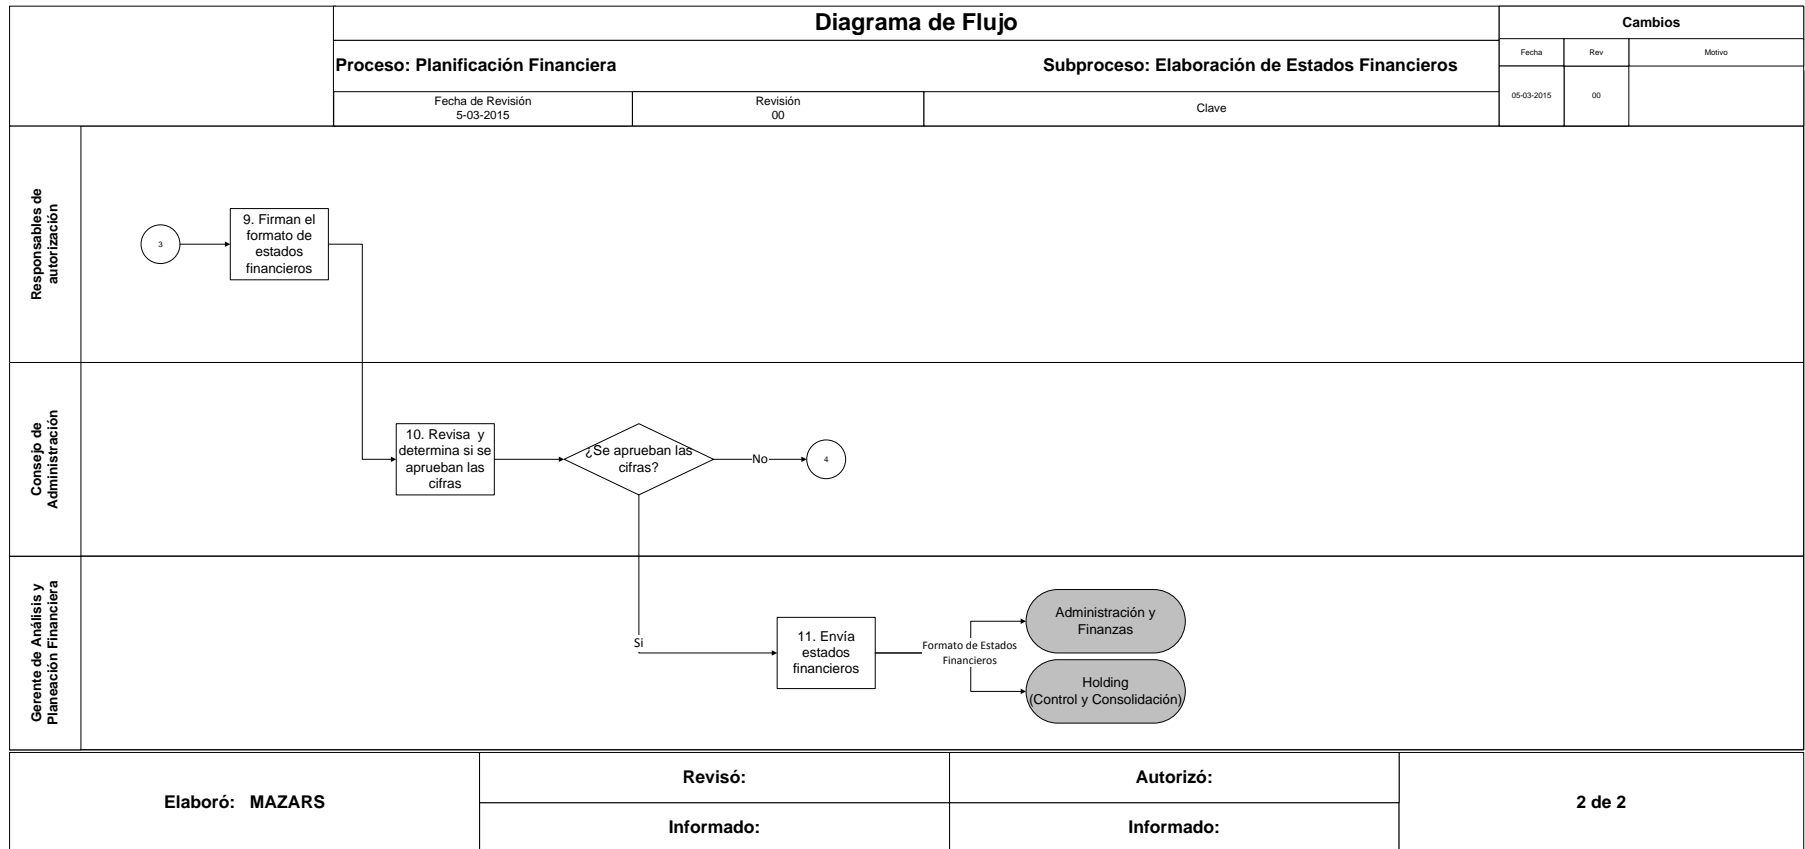 Diagrama de Flujo
Proceso: Planificación Financiera
Subproceso: Elaboración de Estados Financieros
Fecha de Revisión
5-03-2015
Revisión
00
Clave
Cambios
Fecha
Rev
Motivo
05-03-2015
00
Responsables de
autorización
3
9. Firman el
formato de
estados
financieros
Consejo de
Administración
10. Revisa y
determina si se
aprueban las
cifras
¿Se aprueban las
cifras?
No
4
Gerente de Análisis y
Planeación Financiera
Si
11. Envía
estados
financieros
Formato de Estados
Financieros
Administración y
Finanzas
Holding
(Control y Consolidación)
Elaboró: MAZARS
Revisó:
Autorizó:
Informado:
Informado:
2 de 2